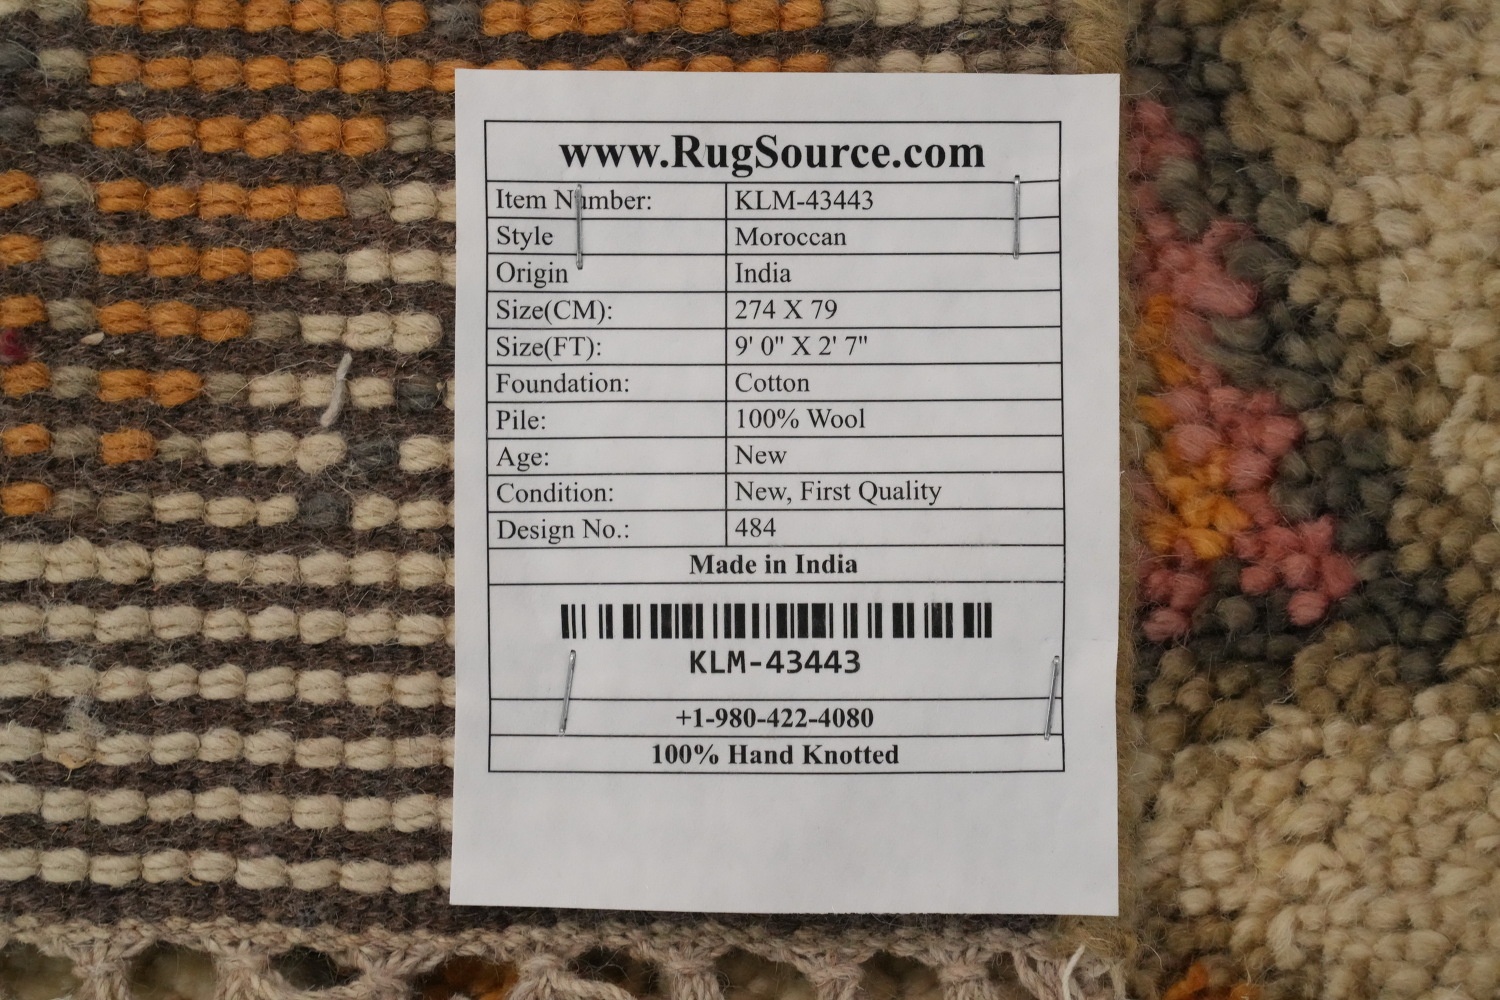 www.RugSource.com
Item Number: KLM-43443
Style Moroccan
Origin India
Size(CM): 274 X 79
Size(FT): 9' 0" X 2' 7"
Foundation: Cotton
Pile: 100% Wool
Age: New
Condition: New, First Quality
Design No.: 484
Made in India
KLM-43443
+1-980-422-4080
100% Hand Knotted